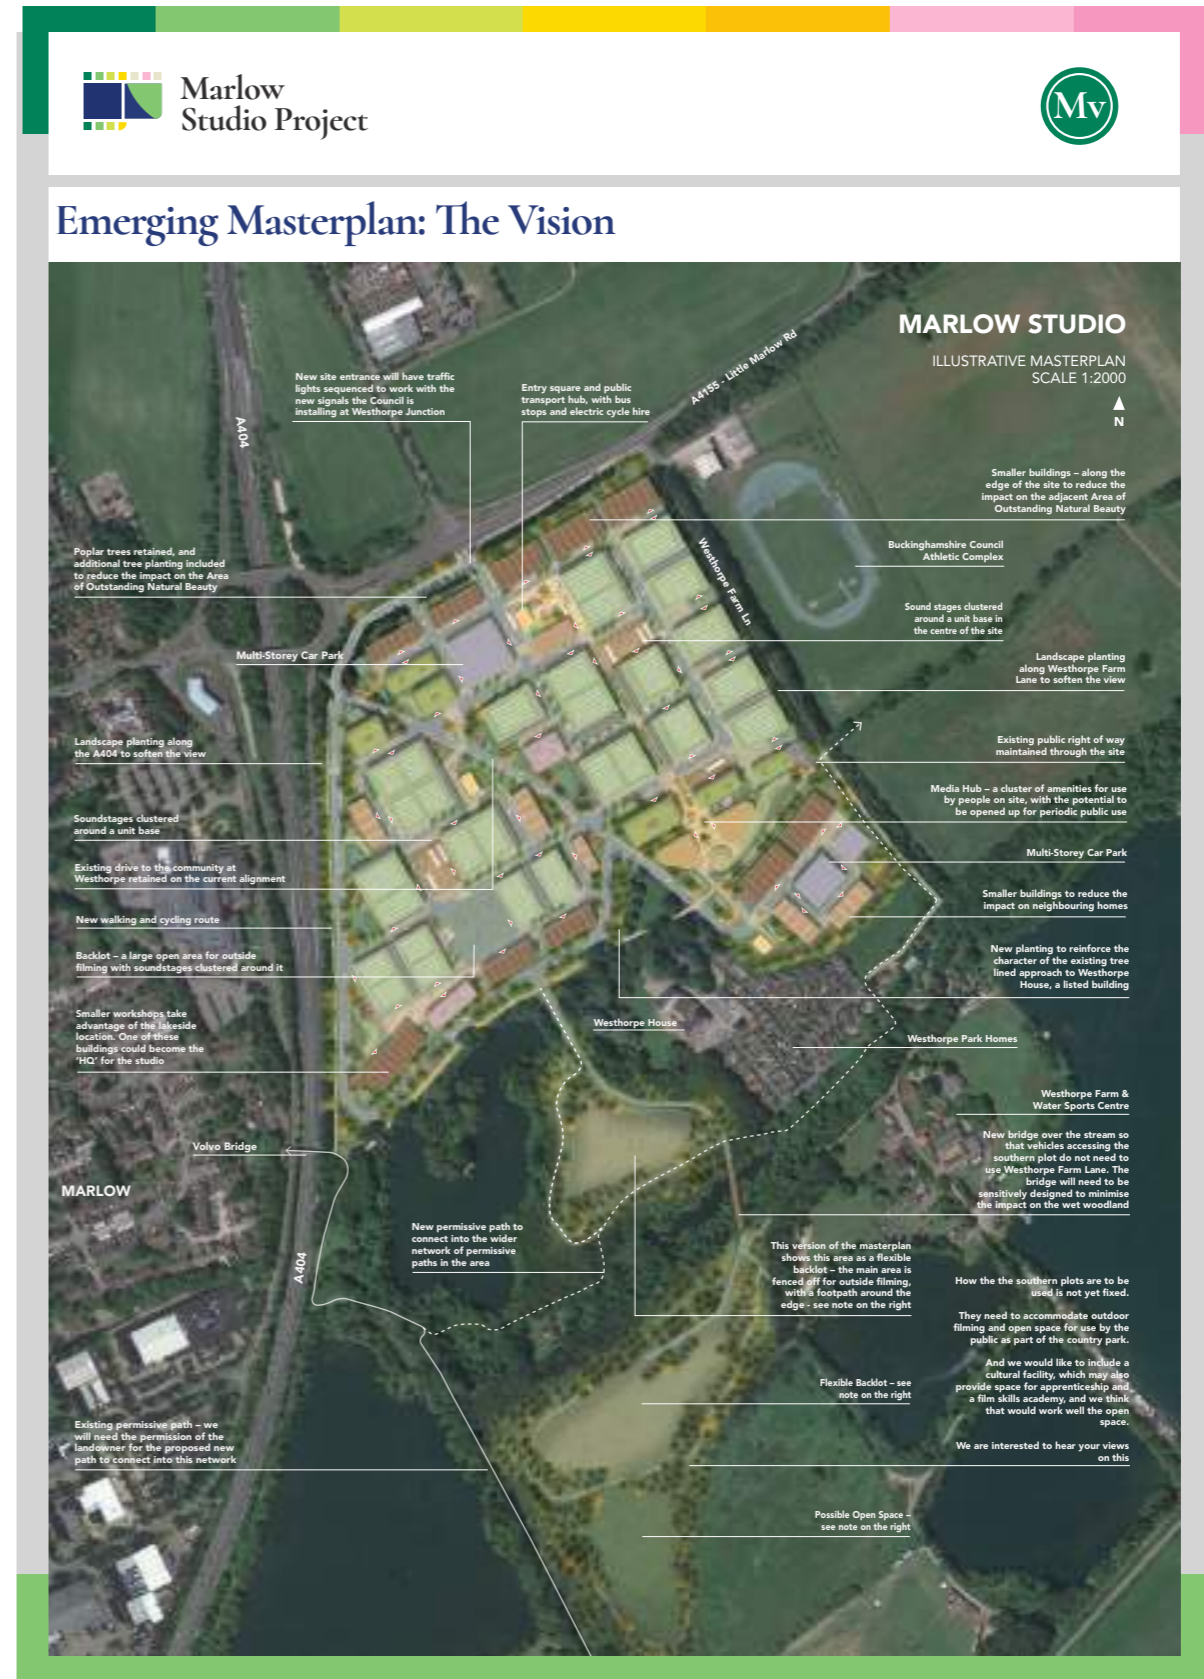 Marlow
Studio Project
Mv
Emerging Masterplan: The Vision
MARLOW STUDIO
ILLUSTRATIVE MASTERPLAN
SCALE 1:2000
N
A4155 - Little Marlow Rd
A404
New site entrance will have traffic
lights sequenced to work with the
new signals the Council is
installing at Westhorpe Junction
Entry square and public
transport hub, with bus
stops and electric cycle hire
Smaller buildings – along the
edge of the site to reduce the
impact on the adjacent Area of
Outstanding Natural Beauty
Poplar trees retained, and
additional tree planting included
to reduce the impact on the Area
of Outstanding Natural Beauty
Buckinghamshire Council
Athletic Complex
Westhorpe Farm Ln
Sound stages clustered
around a unit base in
the centre of the site
Multi-Storey Car Park
Landscape planting
along Westhorpe Farm
Lane to soften the view
Landscape planting along
the A404 to soften the view
Existing public right of way
maintained through the site
Media Hub – a cluster of amenities for use
by people on site, with the potential to
be opened up for periodic public use
Soundstages clustered
around a unit base
Multi-Storey Car Park
Existing drive to the community at
Westhorpe retained on the current alignment
Smaller buildings to reduce the
impact on neighbouring homes
New walking and cycling route
New planting to reinforce the
character of the existing tree
lined approach to Westhorpe
House, a listed building
Backlot – a large open area for outside
filming with soundstages clustered around it
Smaller workshops take
advantage of the lakeside
location. One of these
buildings could become the
'HQ' for the studio
Westhorpe House
Westhorpe Park Homes
Westhorpe Farm &
Water Sports Centre
New bridge over the stream so
that vehicles accessing the
southern plot do not need to
use Westhorpe Farm Lane. The
bridge will need to be
sensitively designed to minimise
the impact on the wet woodland
Volvo Bridge
MARLOW
A404
New permissive path to
connect into the wider
network of permissive
paths in the area
This version of the masterplan
shows this area as a flexible
backlot – the main area is
fenced off for outside filming,
with a footpath around the
edge - see note on the right
How the the southern plots are to be
used is not yet fixed.
They need to accommodate outdoor
filming and open space for use by the
public as part of the country park.
And we would like to include a
cultural facility, which may also
provide space for apprenticeship and
a film skills academy, and we think
that would work well the open
space.
We are interested to hear your views
on this
Flexible Backlot – see
note on the right
Existing permissive path – we
will need the permission of the
landowner for the proposed new
path to connect into this network
Possible Open Space –
see note on the right